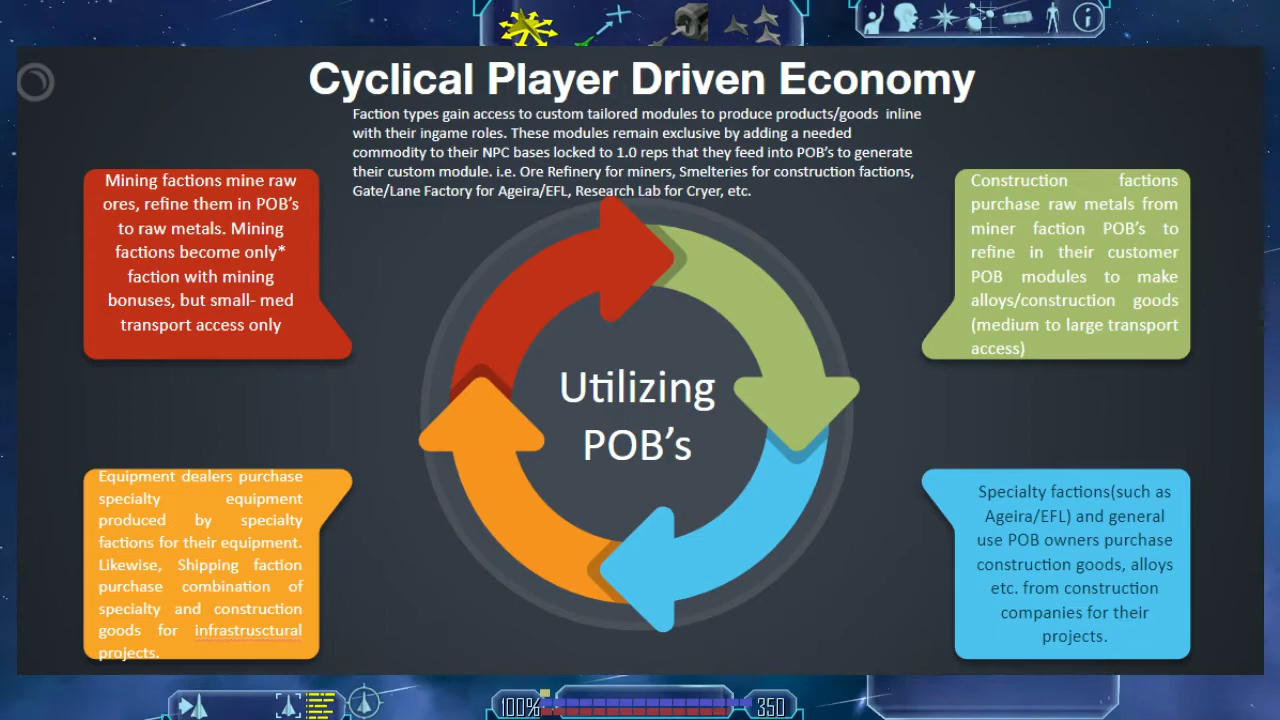 Cyclical Player Driven Economy
Faction types gain access to custom tailored modules to produce products/goods inline
with their ingame roles. These modules remain exclusive by adding a needed
commodity to their NPC bases locked to 1.0 reps that they feed into POB's to generate
their custom module. i.e. Ore Refinery for miners, Smelteries for construction factions,
Gate/Lane Factory for Ageira/EFL, Research Lab for Cryer, etc.
Mining factions mine raw
ores, refine them in POB's
to raw metals. Mining
factions become only*
faction with mining
bonuses, but small- med
transport access only
Construction factions
purchase raw metals from
miner faction POB's to
refine in their customer
POB modules to make
alloys/construction goods
(medium to large transport
access)
Utilizing
POB's
Equipment dealers purchase
specialty equipment
produced by specialty
factions for their equipment.
Likewise, Shipping faction
purchase combination of
specialty and construction
goods for infrastrusctural
projects.
Specialty factions(such as
Ageira/EFL) and general
use POB owners purchase
construction goods, alloys
etc. from construction
companies for their
projects.
100%
350